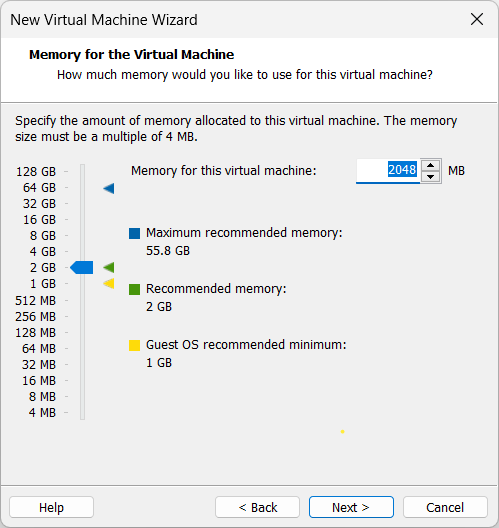 New Virtual Machine Wizard
Memory for the Virtual Machine
How much memory would you like to use for this virtual machine?
Specify the amount of memory allocated to this virtual machine. The memory
size must be a multiple of 4 MB.
128 GB
64 GB
32 GB
16 GB
8 GB
4 GB
2 GB
1 GB
512 MB
256 MB
128 MB
64 MB
32 MB
16 MB
8 MB
4 MB
Memory for this virtual machine: 2048 MB
Maximum recommended memory:
55.8 GB
Recommended memory:
2 GB
Guest OS recommended minimum:
1 GB
Help < Back Next > Cancel